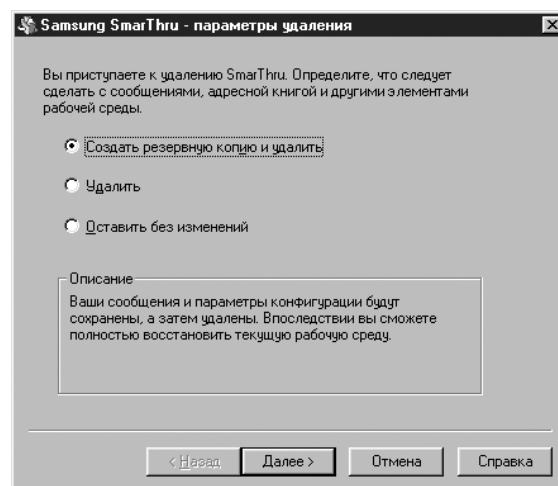 Samsung SmarThru - параметры удаления
Вы приступаете к удалению SmarThru. Определите, что следует
сделать с сообщениями, адресной книгой и другими элементами
рабочей среды.
Создать резервную копию и удалить
Удалить
Оставить без изменений
Описание
Ваши сообщения и параметры конфигурации будут
сохранены, а затем удалены. Впоследствии вы сможете
полностью восстановить текущую рабочую среду.
< Назад
Далее >
Отмена
Справка